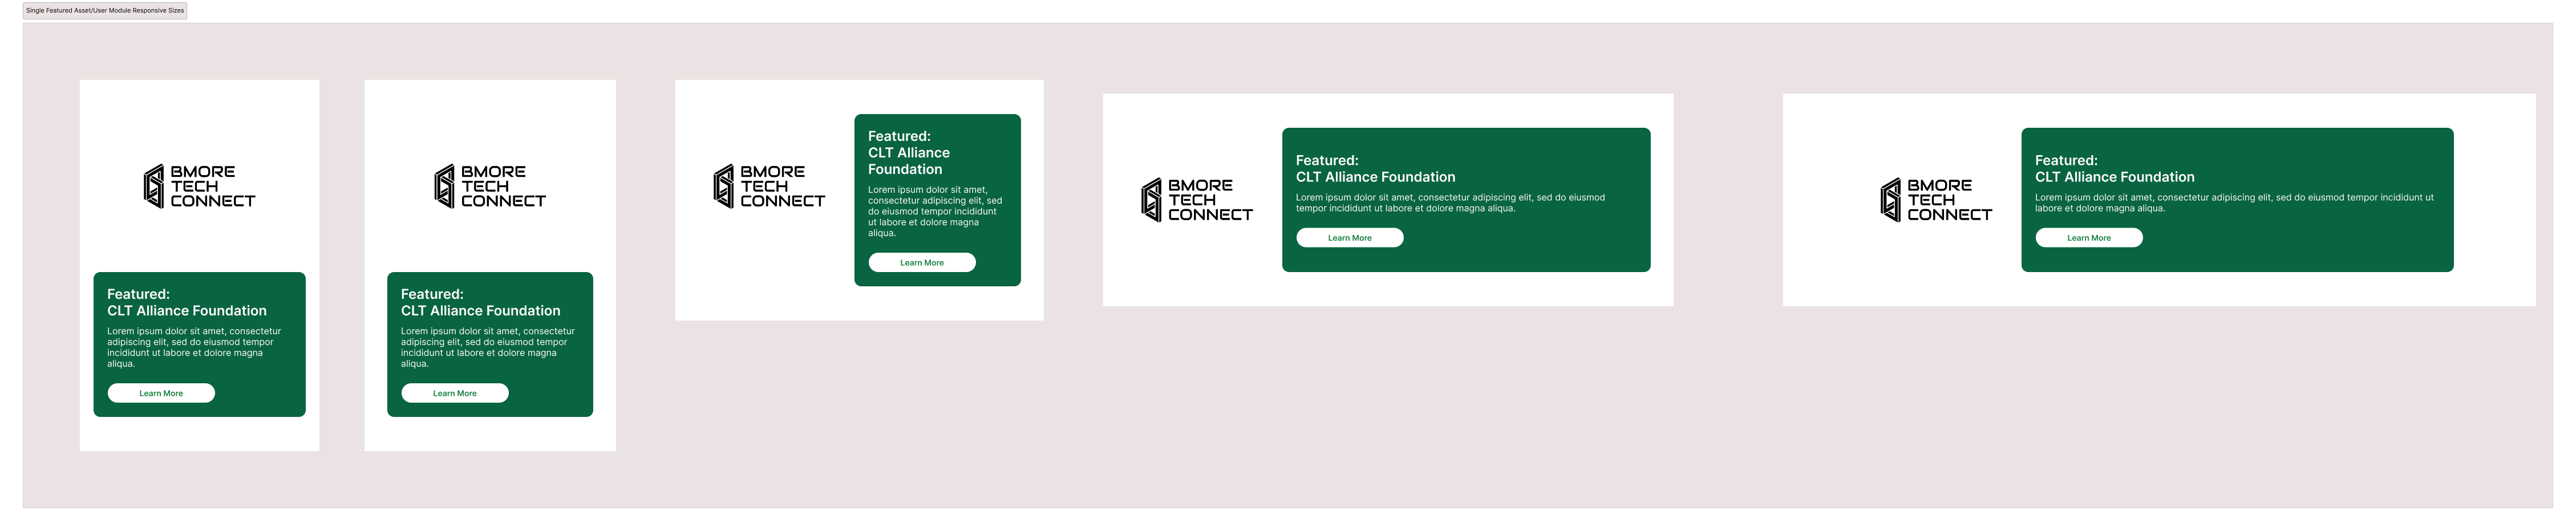 Single Featured Asset/User Module Responsive Sizes
BMORE
TECH
CONNECT
Featured:
CLT Alliance Foundation
Lorem ipsum dolor sit amet, consectetur
adipiscing elit, sed do eiusmod tempor
incididunt ut labore et dolore magna
aliqua.
Learn More
BMORE
TECH
CONNECT
Featured:
CLT Alliance Foundation
Lorem ipsum dolor sit amet, consectetur
adipiscing elit, sed do eiusmod tempor
incididunt ut labore et dolore magna
aliqua.
Learn More
BMORE
TECH
CONNECT
Featured:
CLT Alliance
Foundation
Lorem ipsum dolor sit amet,
consectetur adipiscing elit, sed
do eiusmod tempor incididunt
ut labore et dolore magna
aliqua.
Learn More
BMORE
TECH
CONNECT
Featured:
CLT Alliance Foundation
Lorem ipsum dolor sit amet, consectetur adipiscing elit, sed do eiusmod
tempor incididunt ut labore et dolore magna aliqua.
Learn More
BMORE
TECH
CONNECT
Featured:
CLT Alliance Foundation
Lorem ipsum dolor sit amet, consectetur adipiscing elit, sed do eiusmod tempor incididunt ut
labore et dolore magna aliqua.
Learn More